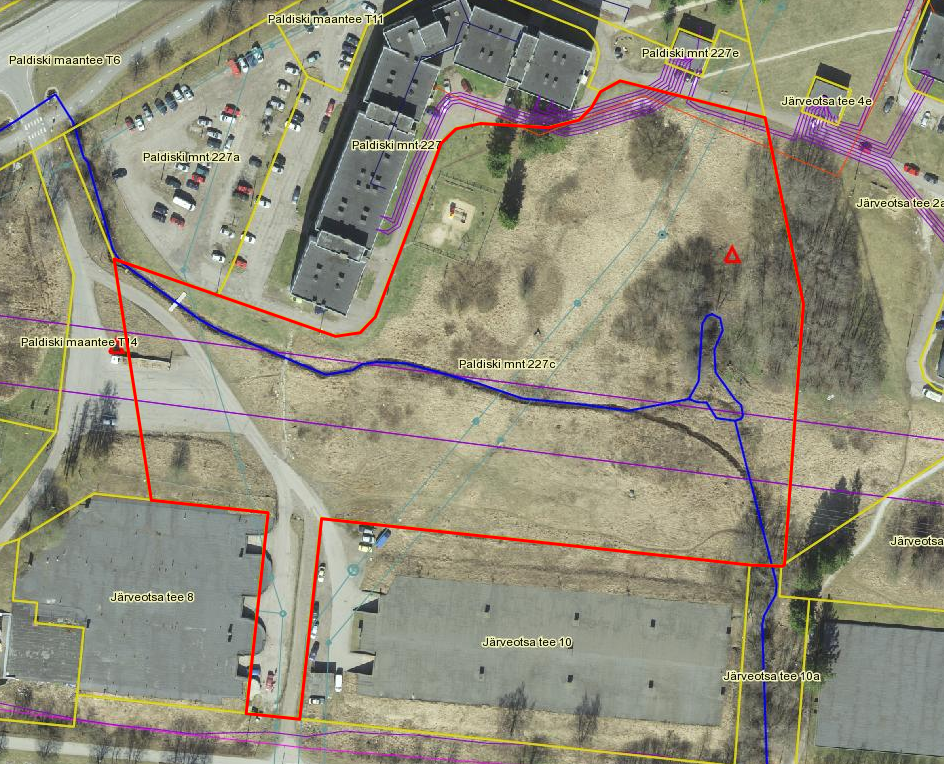 Paldiski maantee T11
Paldiski maantee T6
Paldiski mnt 227e
Järveotsa tee 4e
Paldiski mnt 227
Paldiski mnt 227a
Järveotsa tee 2a
Paldiski maantee T14
Paldiski mnt 227c
Järveotsa
Järveotsa tee 8
Järveotsa tee 10
Järveotsa tee 10a